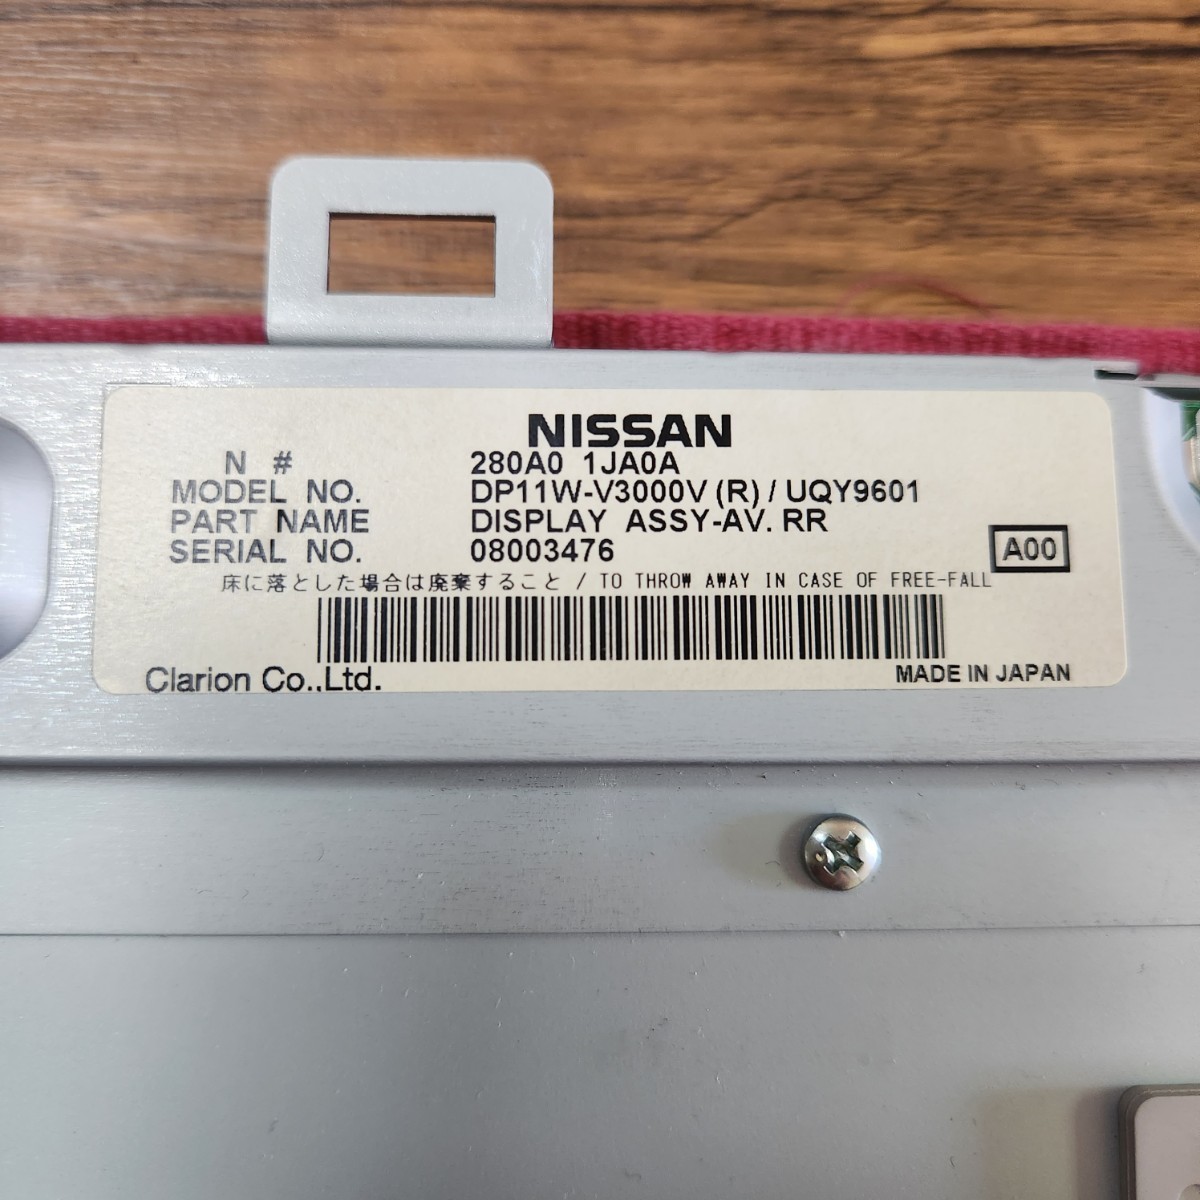 NISSAN
N # 280A0 1JA0A
MODEL NO. DP11W-V3000V (R) / UQY9601
PART NAME DISPLAY ASSY-AV. RR
SERIAL NO. 08003476
A00
床に落とした場合は廃棄すること / TO THROW AWAY IN CASE OF FREE-FALL
Clarion Co.,Ltd. MADE IN JAPAN